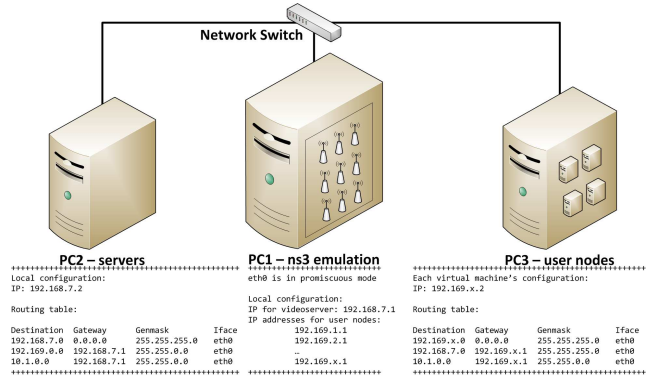 Network Switch
PC2 – servers
++++++++++++++++++++++++++++++++++++++++++++++++
Local configuration:
IP: 192.168.7.2
Routing table:
Destination Gateway Genmask Iface
192.168.7.0 0.0.0.0 255.255.255.0 eth0
192.169.0.0 192.168.7.1 255.255.0.0 eth0
10.1.0.0 192.168.7.1 255.255.0.0 eth0
++++++++++++++++++++++++++++++++++++++++++++++++
PC1 – ns3 emulation
+++++++++++++++++++++++++++++
eth0 is in promiscuous mode
Local configuration:
IP for videoserver: 192.168.7.1
IP addresses for user nodes:
192.169.1.1
192.169.2.1
…
192.169.x.1
+++++++++++++++++++++++++++++
PC3 – user nodes
++++++++++++++++++++++++++++++++++++++++++++++++
Each virtual machine's configuration:
IP: 192.169.x.2
Routing table:
Destination Gateway Genmask Iface
192.169.x.0 0.0.0.0 255.255.255.0 eth0
192.168.7.0 192.169.x.1 255.255.255.0 eth0
10.1.0.0 192.169.x.1 255.255.0.0 eth0
++++++++++++++++++++++++++++++++++++++++++++++++